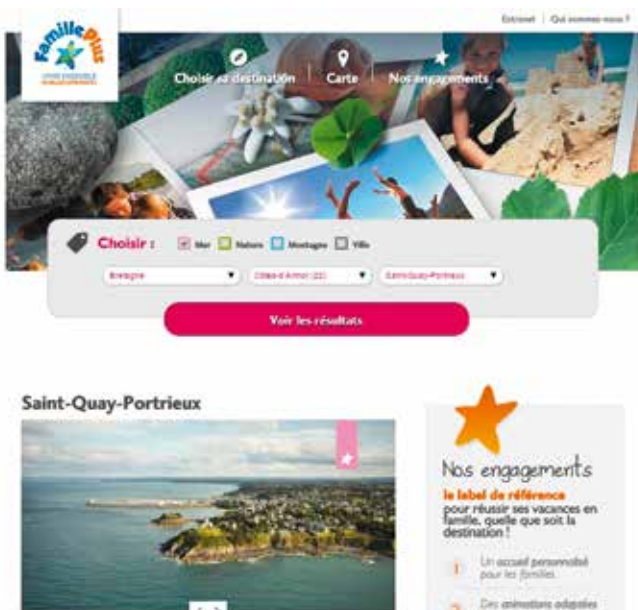 Extranet | Qui sommes-nous ?
Famille Plus
Choisir sa destination | Carte | Nos engagements
Choisir : Mer Nature Montagne Ville
Bretagne Côtes-d'Armor (22) Saint-Quay-Portrieux
Voir les résultats
Saint-Quay-Portrieux
Nos engagements
le label de référence
pour réussir ses vacances en
famille, quelle que soit la
destination !
1 Un accueil personnalisé
pour les familles.
2 Des animations adaptées